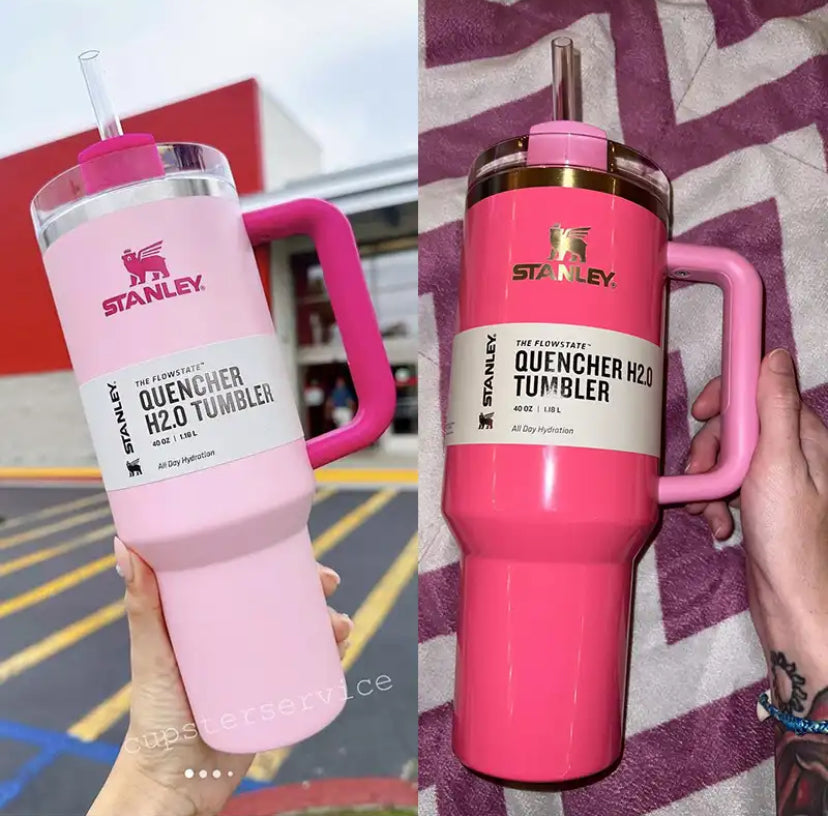 STANLEY
STANLEY
THE FLOWSTATE™
QUENCHER
H2.0 TUMBLER
40 OZ | 1.18 L
All Day Hydration
cupsterservice
STANLEY
STANLEY
THE FLOWSTATE™
QUENCHER H2.0
TUMBLER
40 OZ | 1.18 L
All Day Hydration